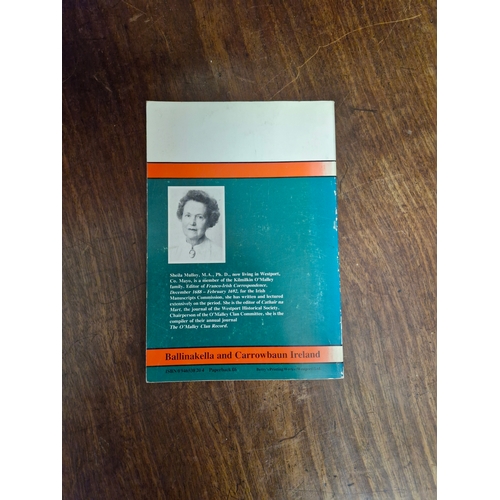 Sheila Mulloy, M.A., Ph. D., now living in Westport,
Co. Mayo, is a member of the Kilmilkin O'Malley
family. Editor of Franco-Irish Correspondence,
December 1688 – February 1692, for the Irish
Manuscripts Commission, she has written and lectured
extensively on the period. She is the editor of Cathair na
Mart, the journal of the Westport Historical Society.
Chairperson of the O'Malley Clan Committee, she is the
compiler of their annual journal
The O'Malley Clan Record.
Ballinakella and Carrowbaun Ireland